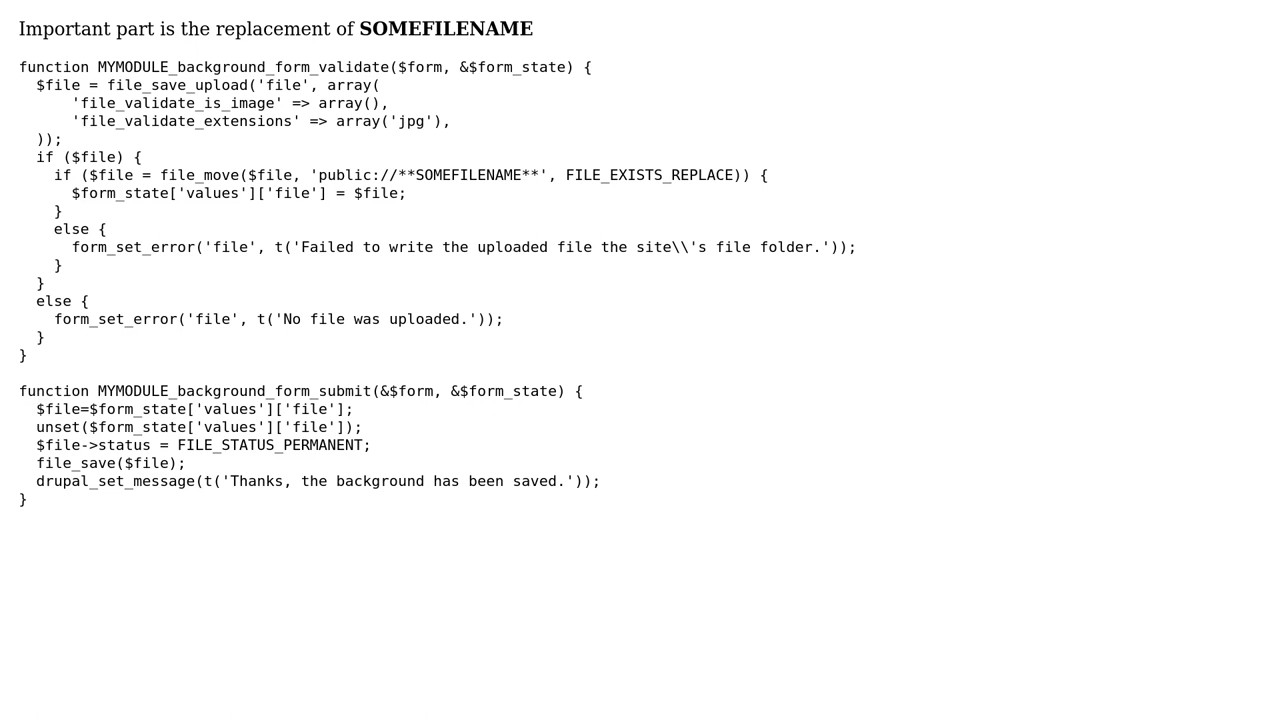 Important part is the replacement of SOMEFILENAME
function MYMODULE_background_form_validate($form, &$form_state) {
  $file = file_save_upload('file', array(
      'file_validate_is_image' => array(),
      'file_validate_extensions' => array('jpg'),
  ));
  if ($file) {
    if ($file = file_move($file, 'public://**SOMEFILENAME**', FILE_EXISTS_REPLACE)) {
      $form_state['values']['file'] = $file;
    }
    else {
      form_set_error('file', t('Failed to write the uploaded file the site\\'s file folder.'));
    }
  }
  else {
    form_set_error('file', t('No file was uploaded.'));
  }
}

function MYMODULE_background_form_submit(&$form, &$form_state) {
  $file=$form_state['values']['file'];
  unset($form_state['values']['file']);
  $file->status = FILE_STATUS_PERMANENT;
  file_save($file);
  drupal_set_message(t('Thanks, the background has been saved.'));
}